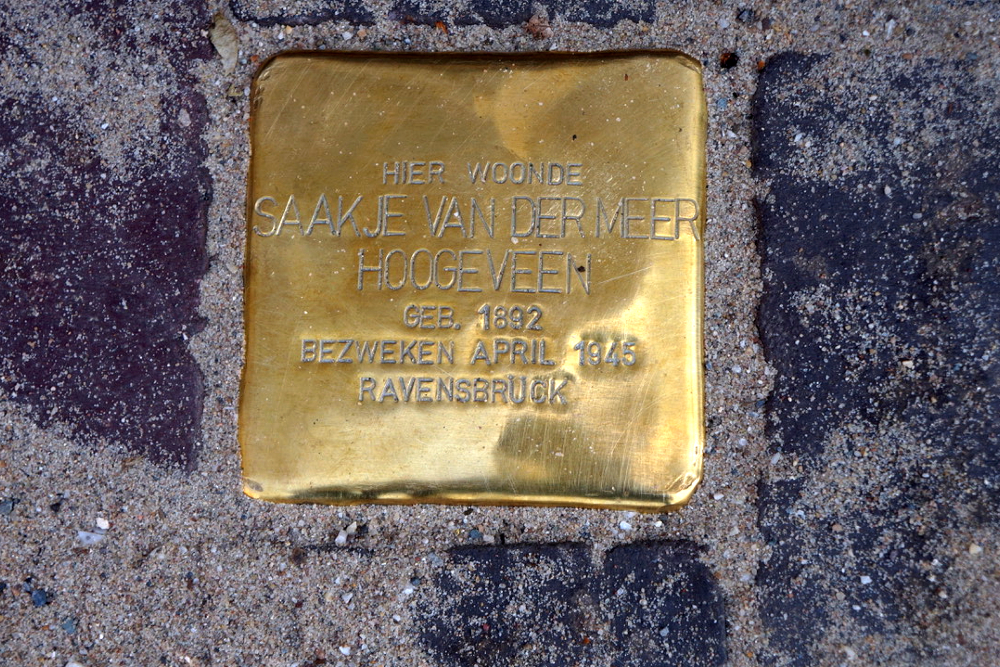 HIER WOONDE
SAAKJE VAN DER MEER
HOOGEVEEN
GEB. 1892
BEZWEKEN APRIL 1945
RAVENSBRÜCK